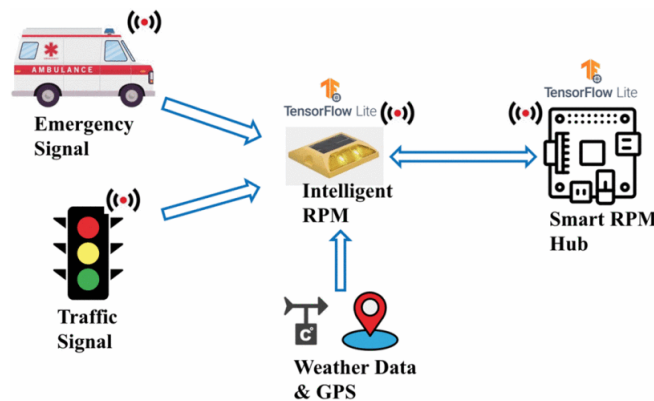 AMBULANCE
Emergency
Signal
TensorFlow Lite
Intelligent
RPM
TensorFlow Lite
Smart RPM
Hub
Traffic
Signal
C°
Weather Data
& GPS